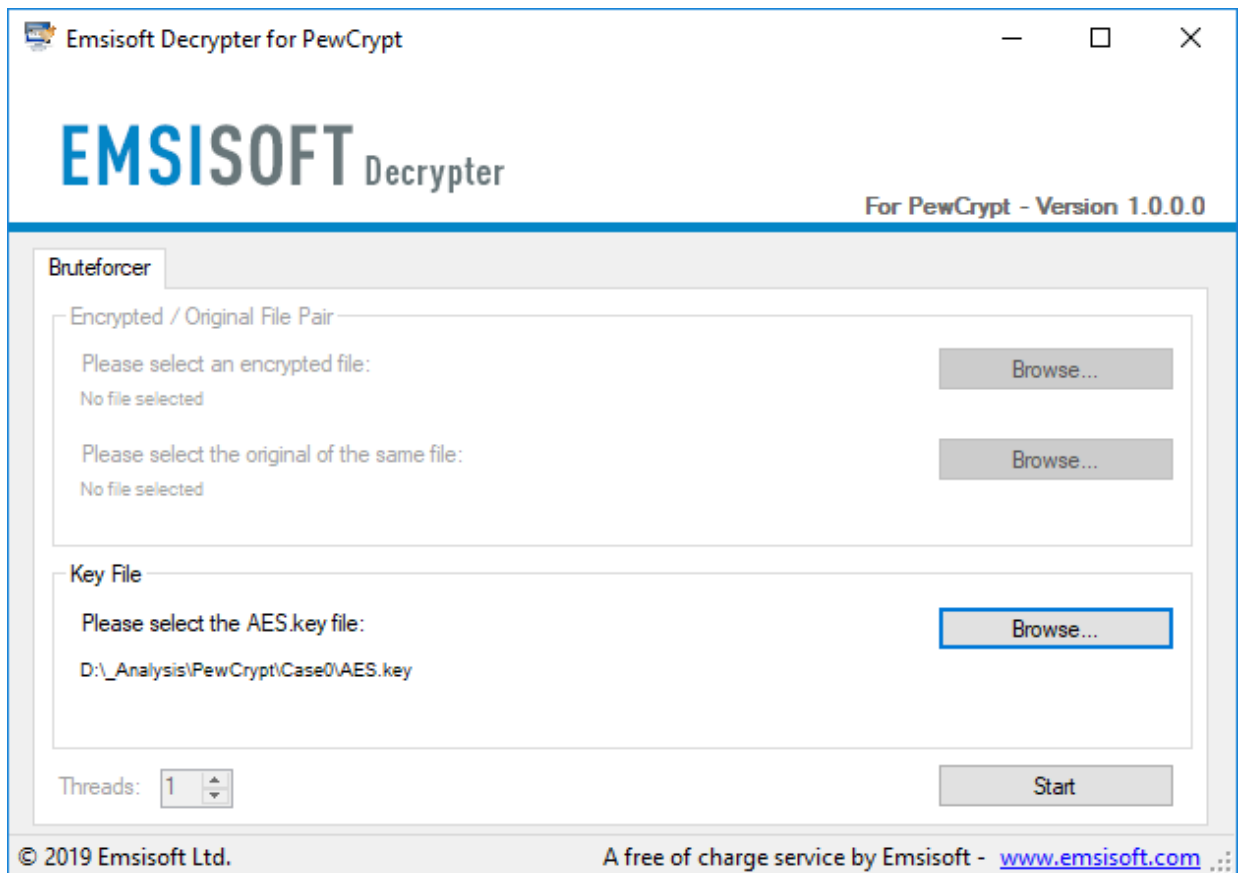 Emsisoft Decrypter for PewCrypt
EMSISOFT Decrypter
For PewCrypt - Version 1.0.0.0
Bruteforcer
Encrypted / Original File Pair
Please select an encrypted file:
Browse...
No file selected
Please select the original of the same file:
Browse...
No file selected
Key File
Please select the AES.key file:
Browse...
D:\_Analysis\PewCrypt\Case0\AES.key
Threads: 1
Start
© 2019 Emsisoft Ltd.
A free of charge service by Emsisoft - www.emsisoft.com